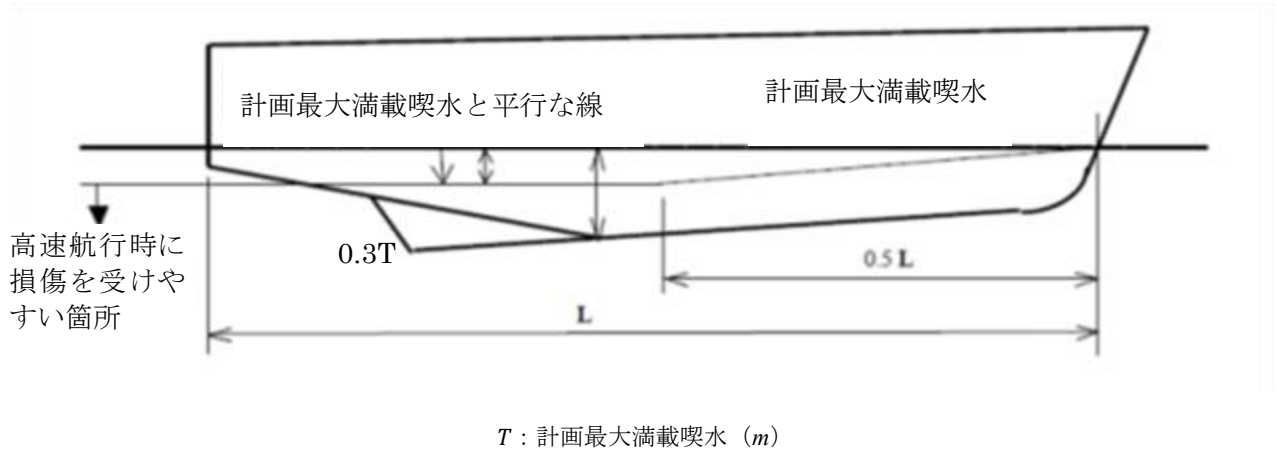 計画最大満載喫水と平行な線
計画最大満載喫水
高速航行時に
損傷を受けや
すい箇所
0.3T
0.5 L
L
T：計画最大満載喫水（m）